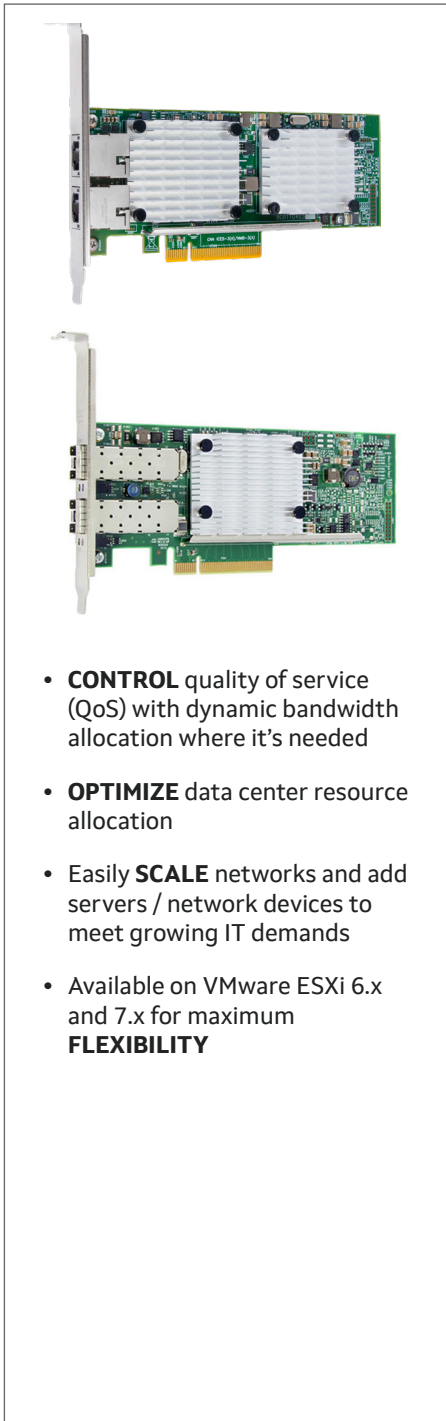 • CONTROL quality of service
(QoS) with dynamic bandwidth
allocation where it’s needed
• OPTIMIZE data center resource
allocation
• Easily SCALE networks and add
servers / network devices to
meet growing IT demands
• Available on VMware ESXi 6.x
and 7.x for maximum
FLEXIBILITY